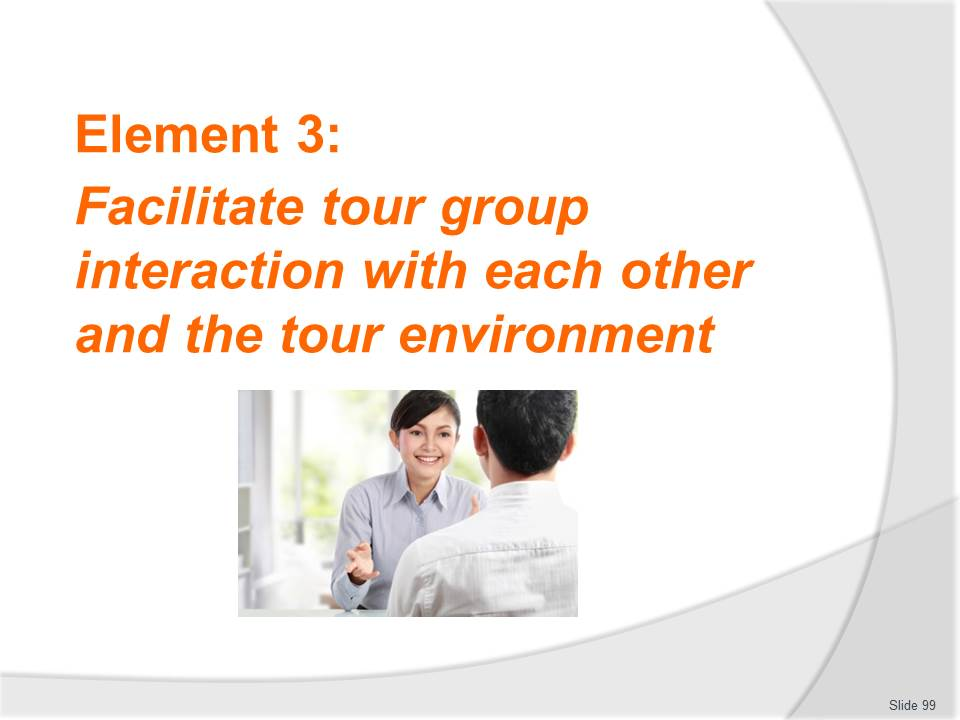 Element 3:
Facilitate tour group
interaction with each other
and the tour environment
Slide 99